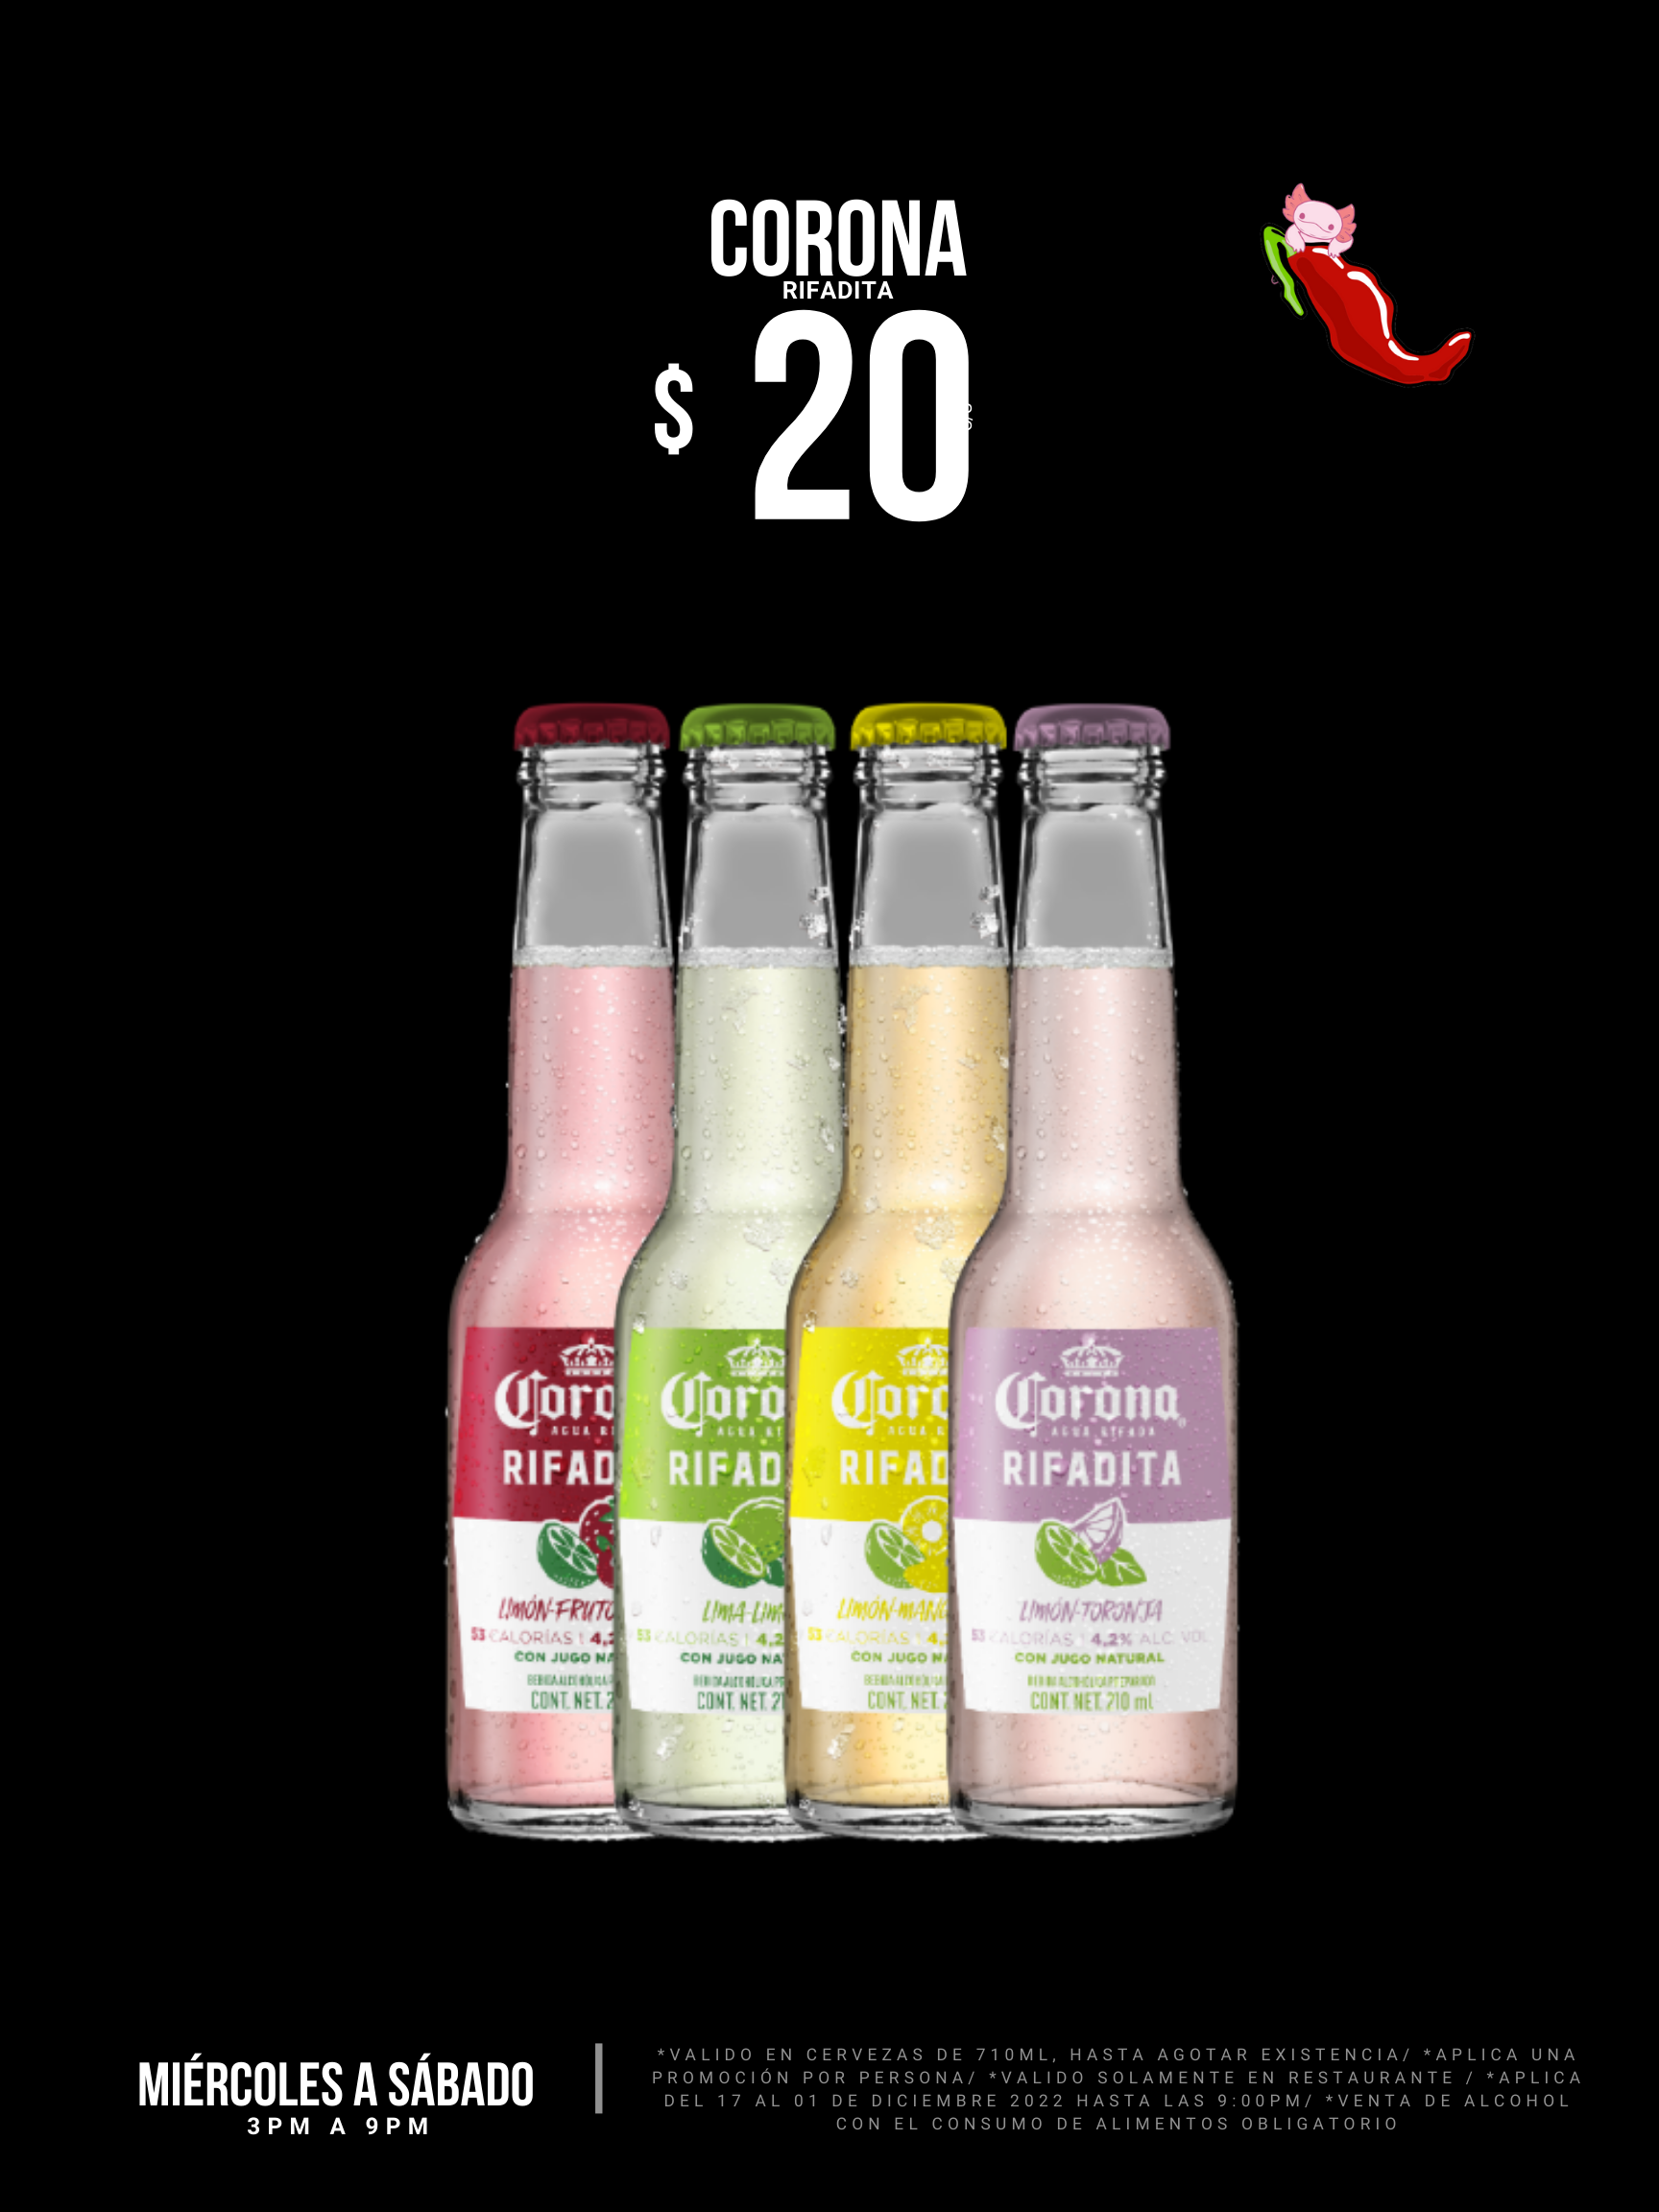 CORONA
RIFADITA
$ 20
Corona
RIFADITA
LIMÓN-TORONJA
53 CALORÍAS | 4,2% ALC. VOL
CON JUGO NATURAL
CONT. NET. 210 ml
MIÉRCOLES A SÁBADO
3PM A 9PM
*VALIDO EN CERVEZAS DE 710ML, HASTA AGOTAR EXISTENCIA/ *APLICA UNA
PROMOCIÓN POR PERSONA/ *VALIDO SOLAMENTE EN RESTAURANTE / *APLICA
DEL 17 AL 01 DE DICIEMBRE 2022 HASTA LAS 9:00PM/ *VENTA DE ALCOHOL
CON EL CONSUMO DE ALIMENTOS OBLIGATORIO